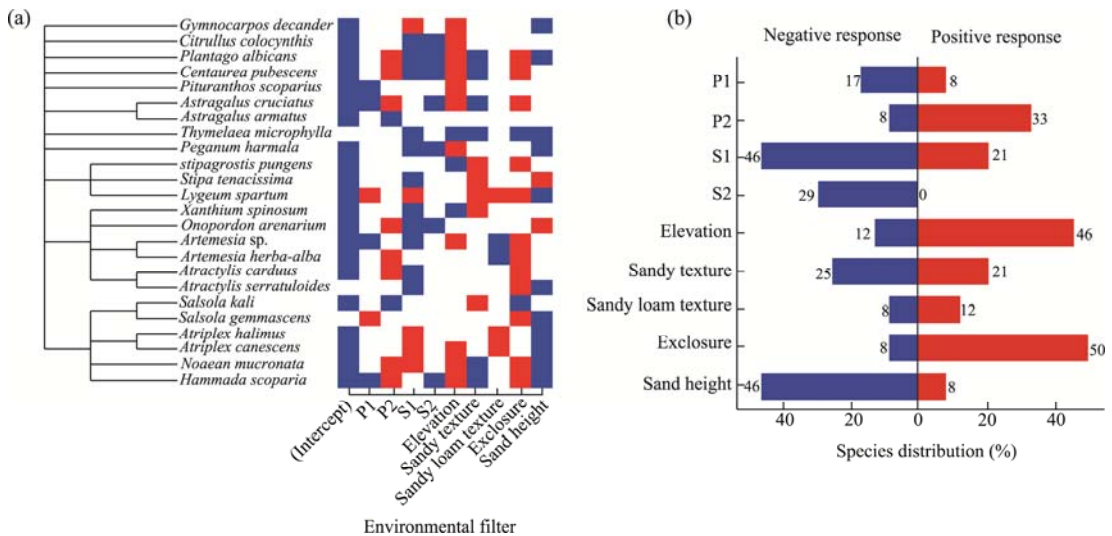 (a)
Gymnocarpos decander
Citrullus colocynthis
Plantago albicans
Centaurea pubescens
Pituranthos scoparius
Astragalus cruciatus
Astragalus armatus
Thymelaea microphylla
Peganum harmala
stipagrostis pungens
Stipa tenacissima
Lygeum spartum
Xanthium spinosum
Onopordon arenarium
Artemesia sp.
Artemesia herba-alba
Atractylis carduus
Atractylis serratuloides
Salsola kali
Salsola gemmascens
Atriplex halimus
Atriplex canescens
Noaean mucronata
Hammada scoparia
(Intercept)
P1
P2
S1
S2
Elevation
Sandy texture
Sandy loam texture
Exclosure
Sand height
Environmental filter
(b)
Negative response Positive response
P1 17 8
P2 8 33
S1 46 21
S2 29 0
Elevation 12 46
Sandy texture 25 21
Sandy loam texture 8 12
Exclosure 8 50
Sand height 46 8
40 20 0 20 40
Species distribution (%)